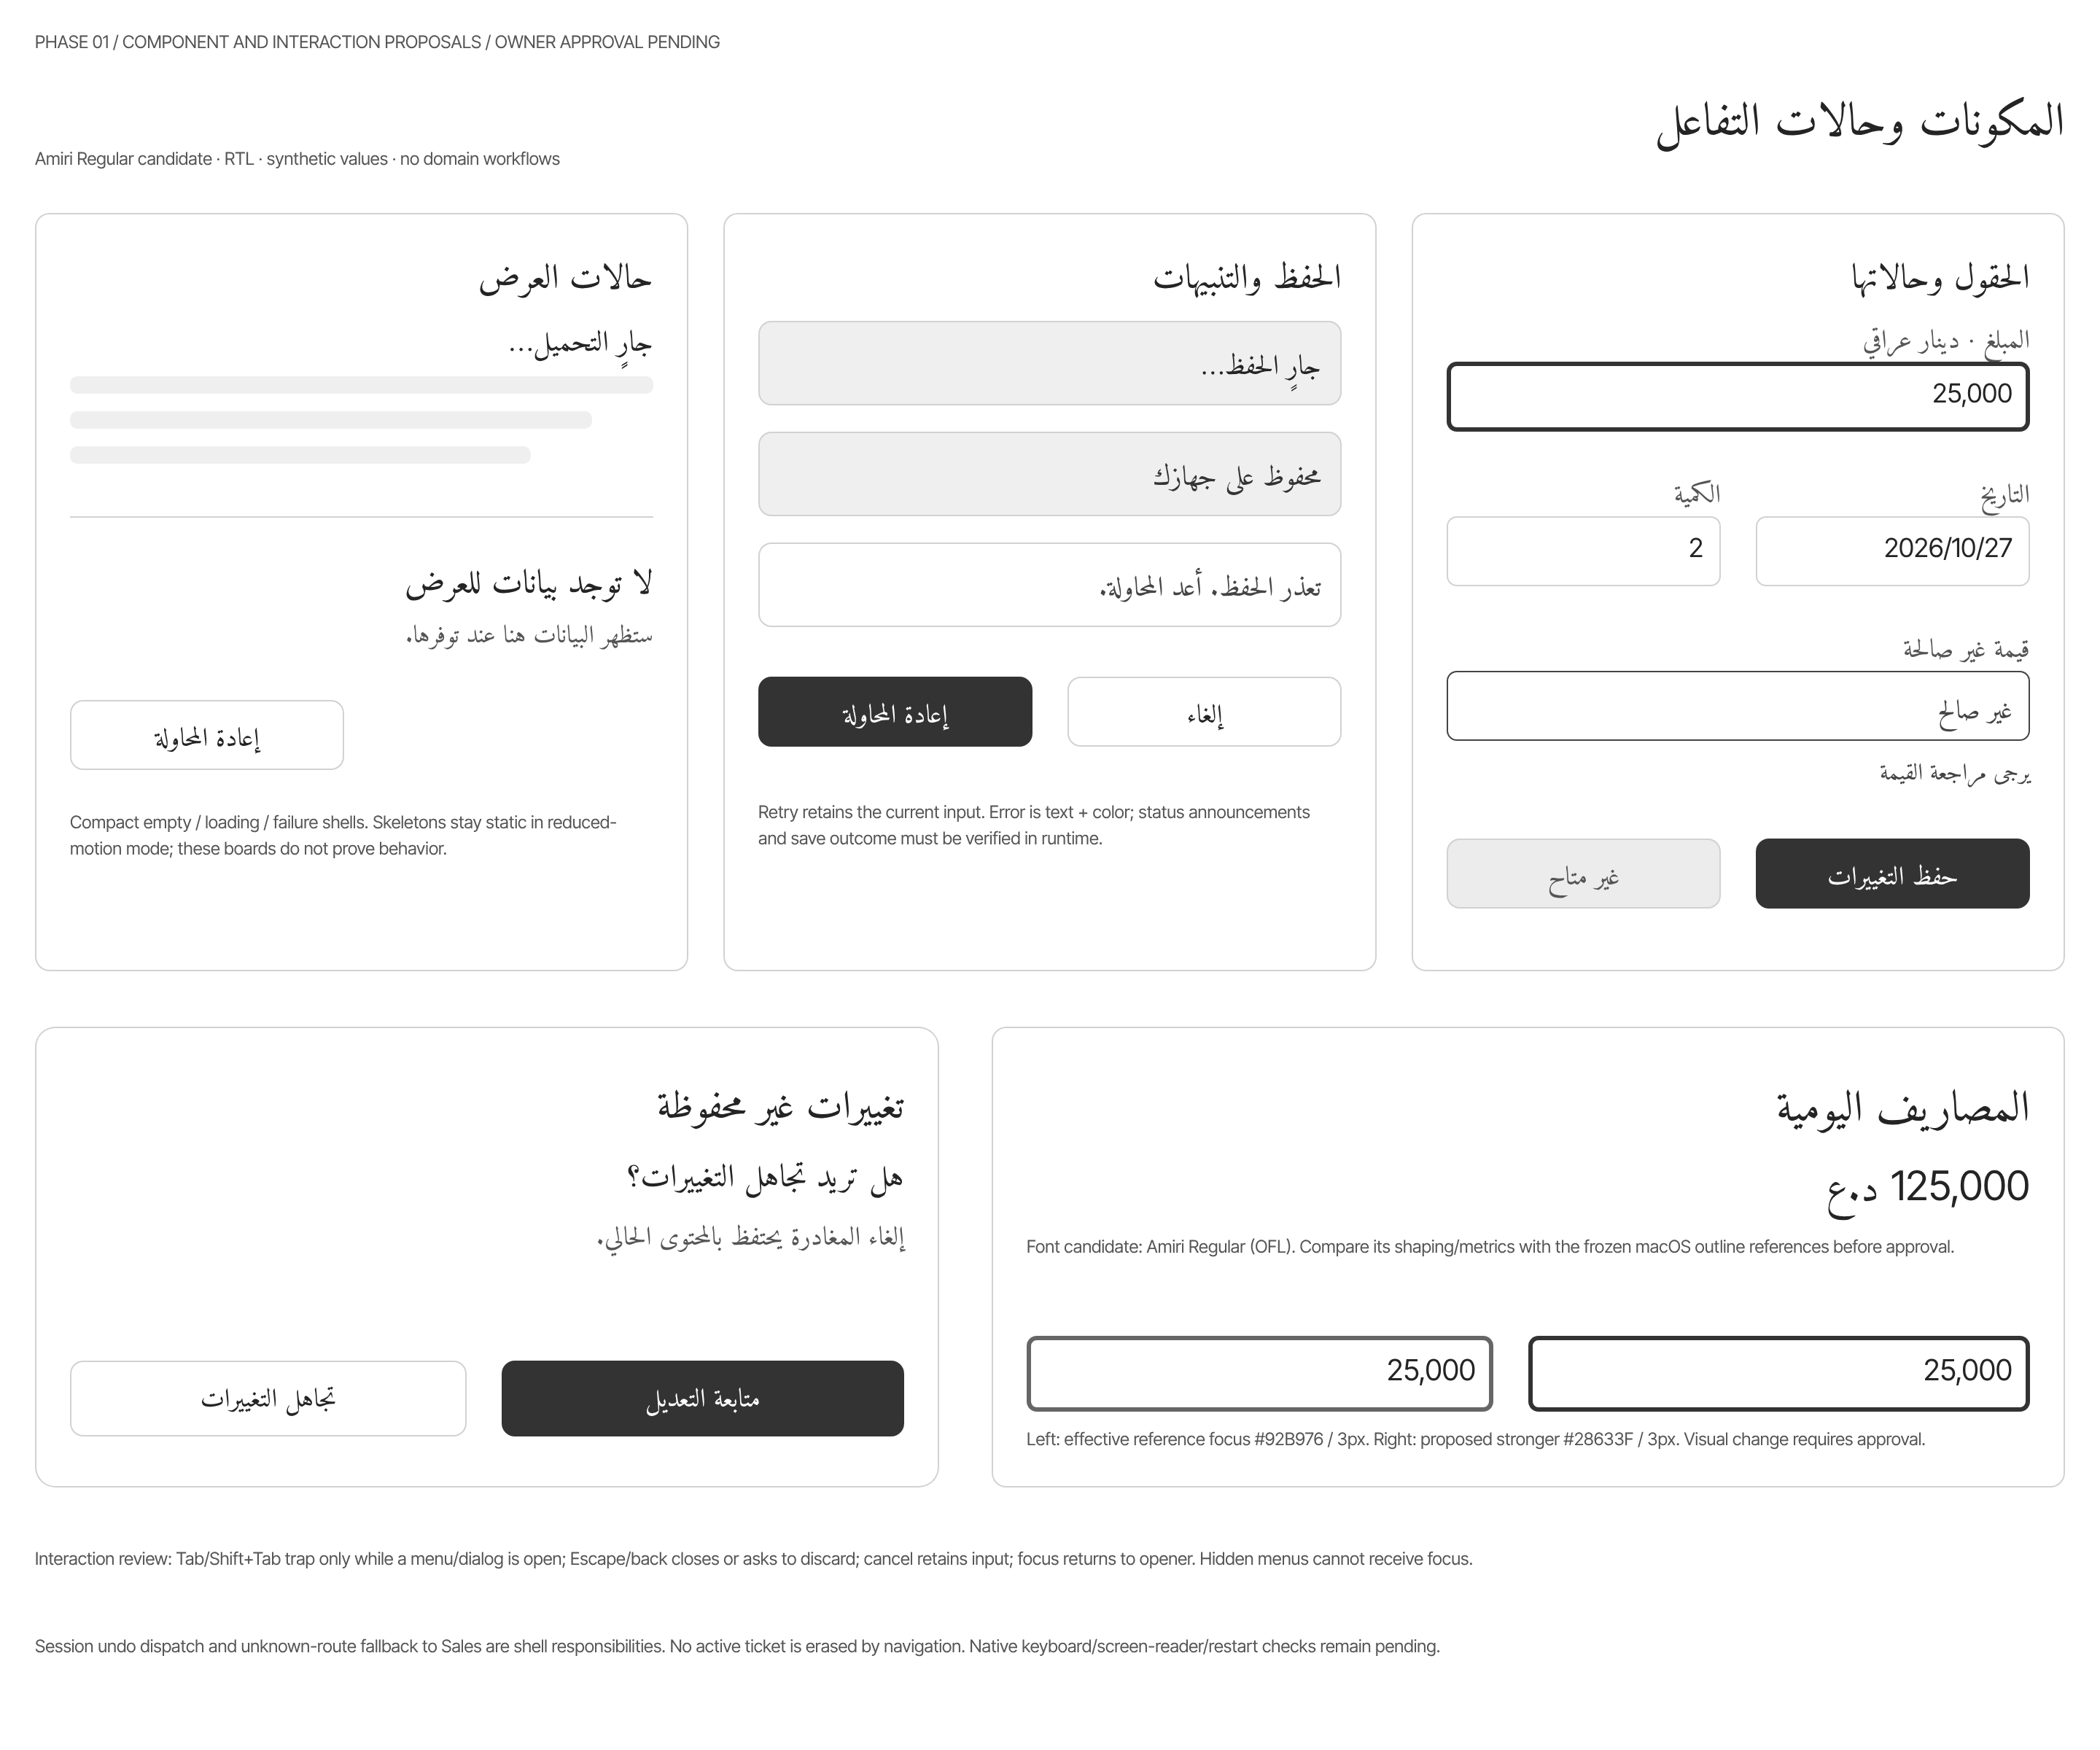 PHASE 01 / COMPONENT AND INTERACTION PROPOSALS / OWNER APPROVAL PENDING
المكونات وحالات التفاعل
Amiri Regular candidate · RTL · synthetic values · no domain workflows
الحقول وحالاتها
المبلغ · دينار عراقي
25,000
التاريخ
الكمية
2026/10/27
2
قيمة غير صالحة
غير صالح
يرجى مراجعة القيمة
حفظ التغييرات
غير متاح
الحفظ والتنبيهات
جارٍ الحفظ...
محفوظ على جهازك
تعذر الحفظ. أعد المحاولة.
إلغاء
إعادة المحاولة
Retry retains the current input. Error is text + color; status announcements
and save outcome must be verified in runtime.
حالات العرض
جارٍ التحميل...
لا توجد بيانات للعرض
ستظهر البيانات هنا عند توفرها.
إعادة المحاولة
Compact empty / loading / failure shells. Skeletons stay static in reduced-
motion mode; these boards do not prove behavior.
المصاريف اليومية
125,000 د.ع
Font candidate: Amiri Regular (OFL). Compare its shaping/metrics with the frozen macOS outline references before approval.
25,000
25,000
Left: effective reference focus #92B976 / 3px. Right: proposed stronger #28633F / 3px. Visual change requires approval.
تغييرات غير محفوظة
هل تريد تجاهل التغييرات؟
إلغاء المغادرة يحتفظ بالمحتوى الحالي.
متابعة التعديل
تجاهل التغييرات
Interaction review: Tab/Shift+Tab trap only while a menu/dialog is open; Escape/back closes or asks to discard; cancel retains input; focus returns to opener. Hidden menus cannot receive focus.
Session undo dispatch and unknown-route fallback to Sales are shell responsibilities. No active ticket is erased by navigation. Native keyboard/screen-reader/restart checks remain pending.